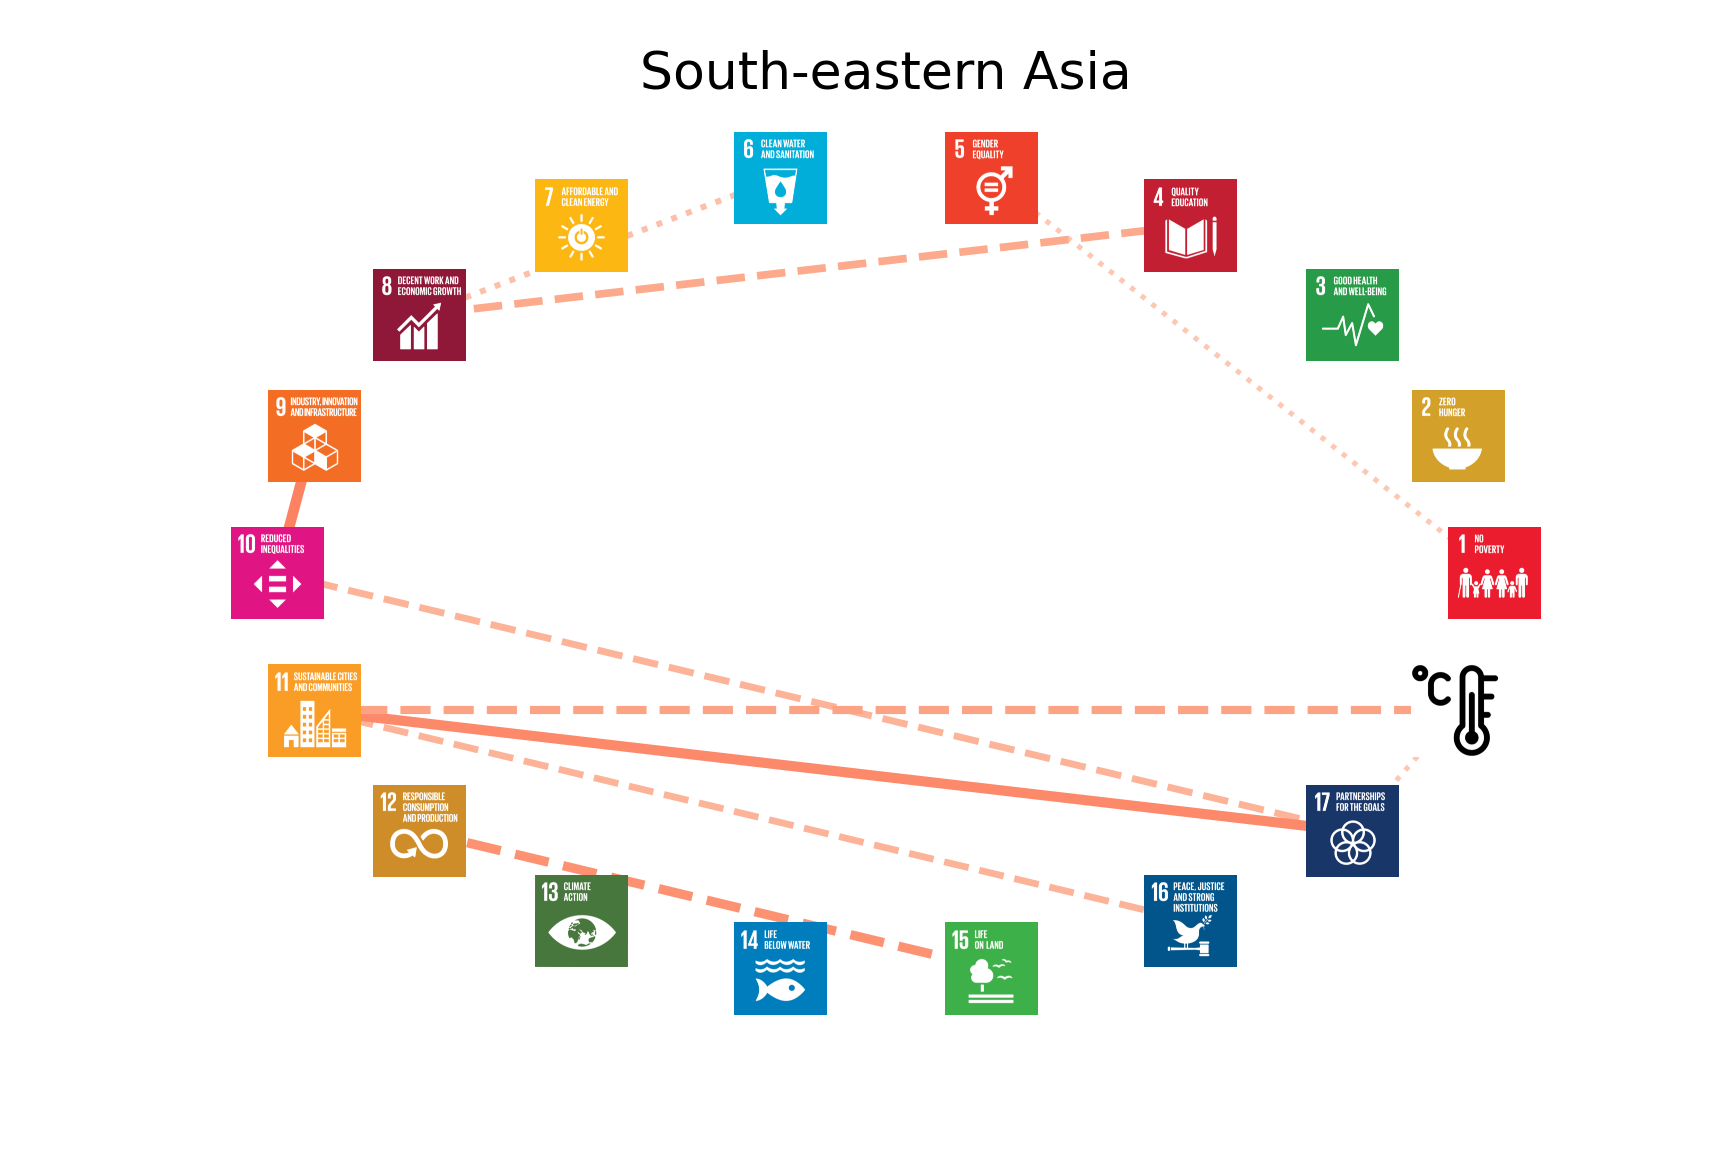 South-eastern Asia
6 CLEAN WATER
AND SANITATION
5 GENDER
EQUALITY
7 AFFORDABLE AND
CLEAN ENERGY
4 QUALITY
EDUCATION
8 DECENT WORK AND
ECONOMIC GROWTH
3 GOOD HEALTH
AND WELL-BEING
9 INDUSTRY, INNOVATION
AND INFRASTRUCTURE
2 ZERO
HUNGER
10 REDUCED
INEQUALITIES
1 NO
POVERTY
11 SUSTAINABLE CITIES
AND COMMUNITIES
°C
12 RESPONSIBLE
CONSUMPTION
AND PRODUCTION
17 PARTNERSHIPS
FOR THE GOALS
13 CLIMATE
ACTION
16 PEACE, JUSTICE
AND STRONG
INSTITUTIONS
14 LIFE
BELOW WATER
15 LIFE
ON LAND